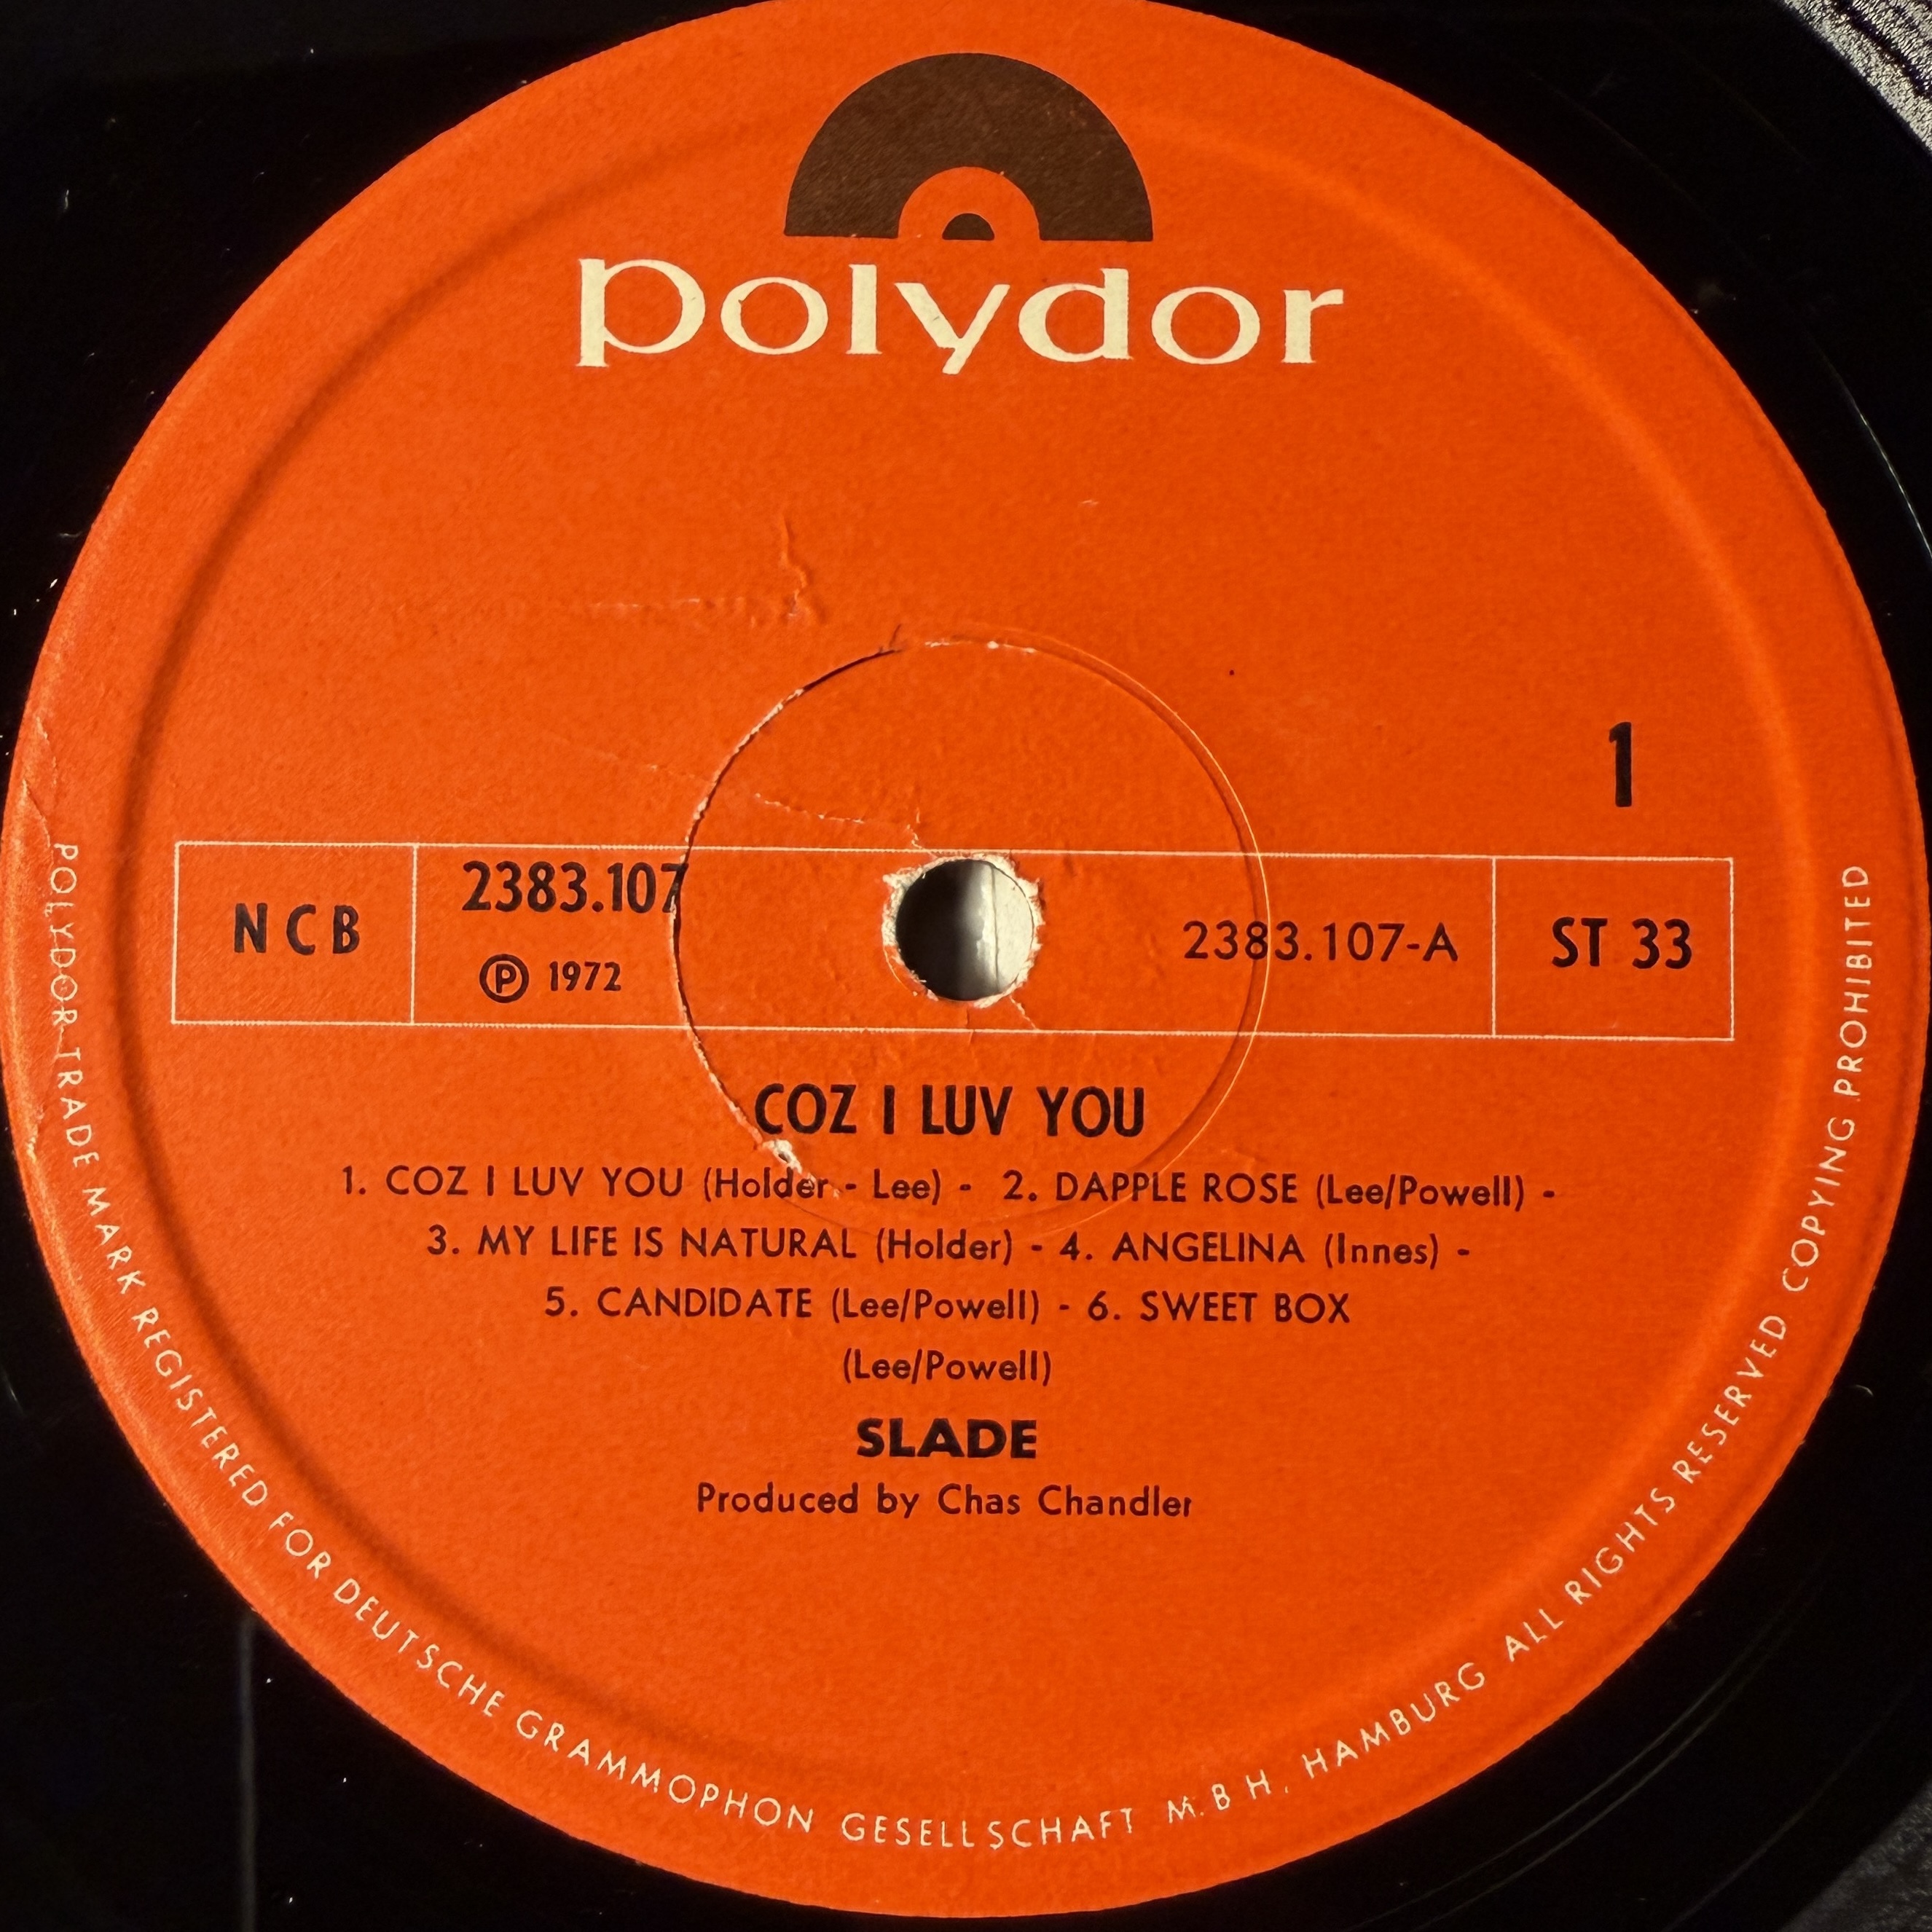 polydor
1
NCB
2383.107
℗ 1972
2383.107-A
ST 33
COZ I LUV YOU
1. COZ I LUV YOU (Holder - Lee) - 2. DAPPLE ROSE (Lee/Powell) -
3. MY LIFE IS NATURAL (Holder) - 4. ANGELINA (Innes) -
5. CANDIDATE (Lee/Powell) - 6. SWEET BOX
(Lee/Powell)
SLADE
Produced by Chas Chandler
POLYDOR-TRADE MARK REGISTERED FOR DEUTSCHE GRAMMOPHON GESELLSCHAFT M.B H. HAMBURG ALL RIGHTS RESERVED COPYING PROHIBITED